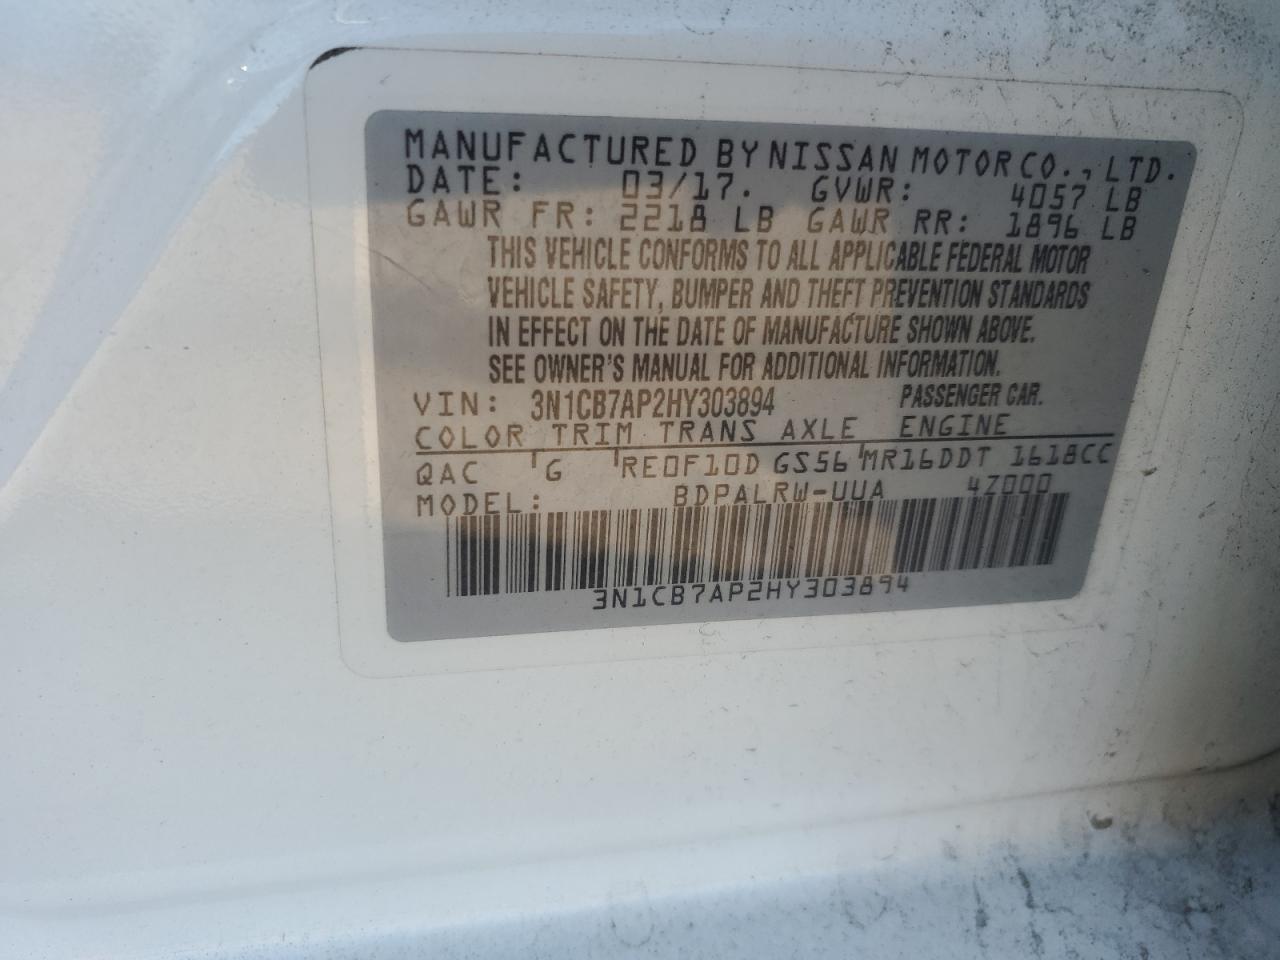 MANUFACTURED BY NISSAN MOTOR CO., LTD.
DATE: 03/17. GVWR: 4057 LB
GAWR FR: 2218 LB GAWR RR: 1896 LB
THIS VEHICLE CONFORMS TO ALL APPLICABLE FEDERAL MOTOR
VEHICLE SAFETY, BUMPER AND THEFT PREVENTION STANDARDS
IN EFFECT ON THE DATE OF MANUFACTURE SHOWN ABOVE.
SEE OWNER'S MANUAL FOR ADDITIONAL INFORMATION.
VIN: 3N1CB7AP2HY303894 PASSENGER CAR.
COLOR TRIM TRANS AXLE ENGINE
QAC G RE0F10D GS56 MR16DDT 1618CC
MODEL: BDPALRW-UUA 4Z000
3N1CB7AP2HY303894